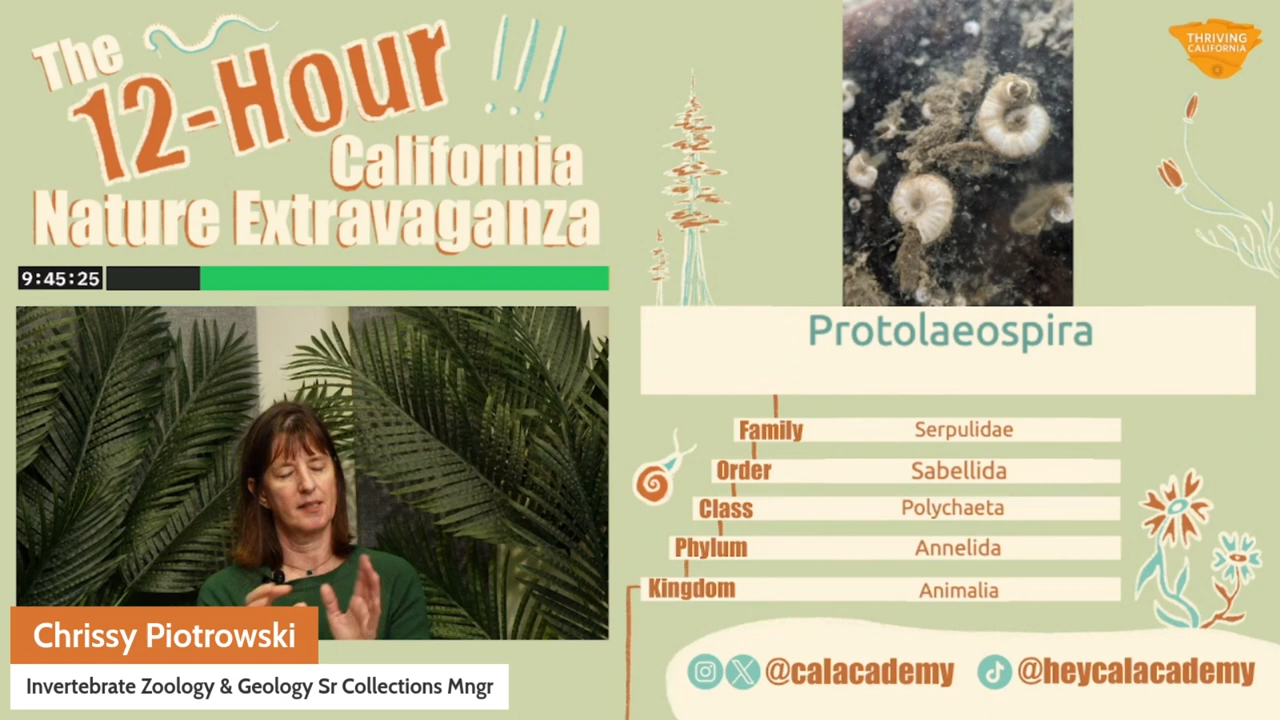 The
12-Hour !!!
California
Nature Extravaganza
9:45:25
Chrissy Piotrowski
Invertebrate Zoology & Geology Sr Collections Mngr
THRIVING
CALIFORNIA
Protolaeospira
Family Serpulidae
Order Sabellida
Class Polychaeta
Phylum Annelida
Kingdom Animalia
@calacademy @heycalacademy